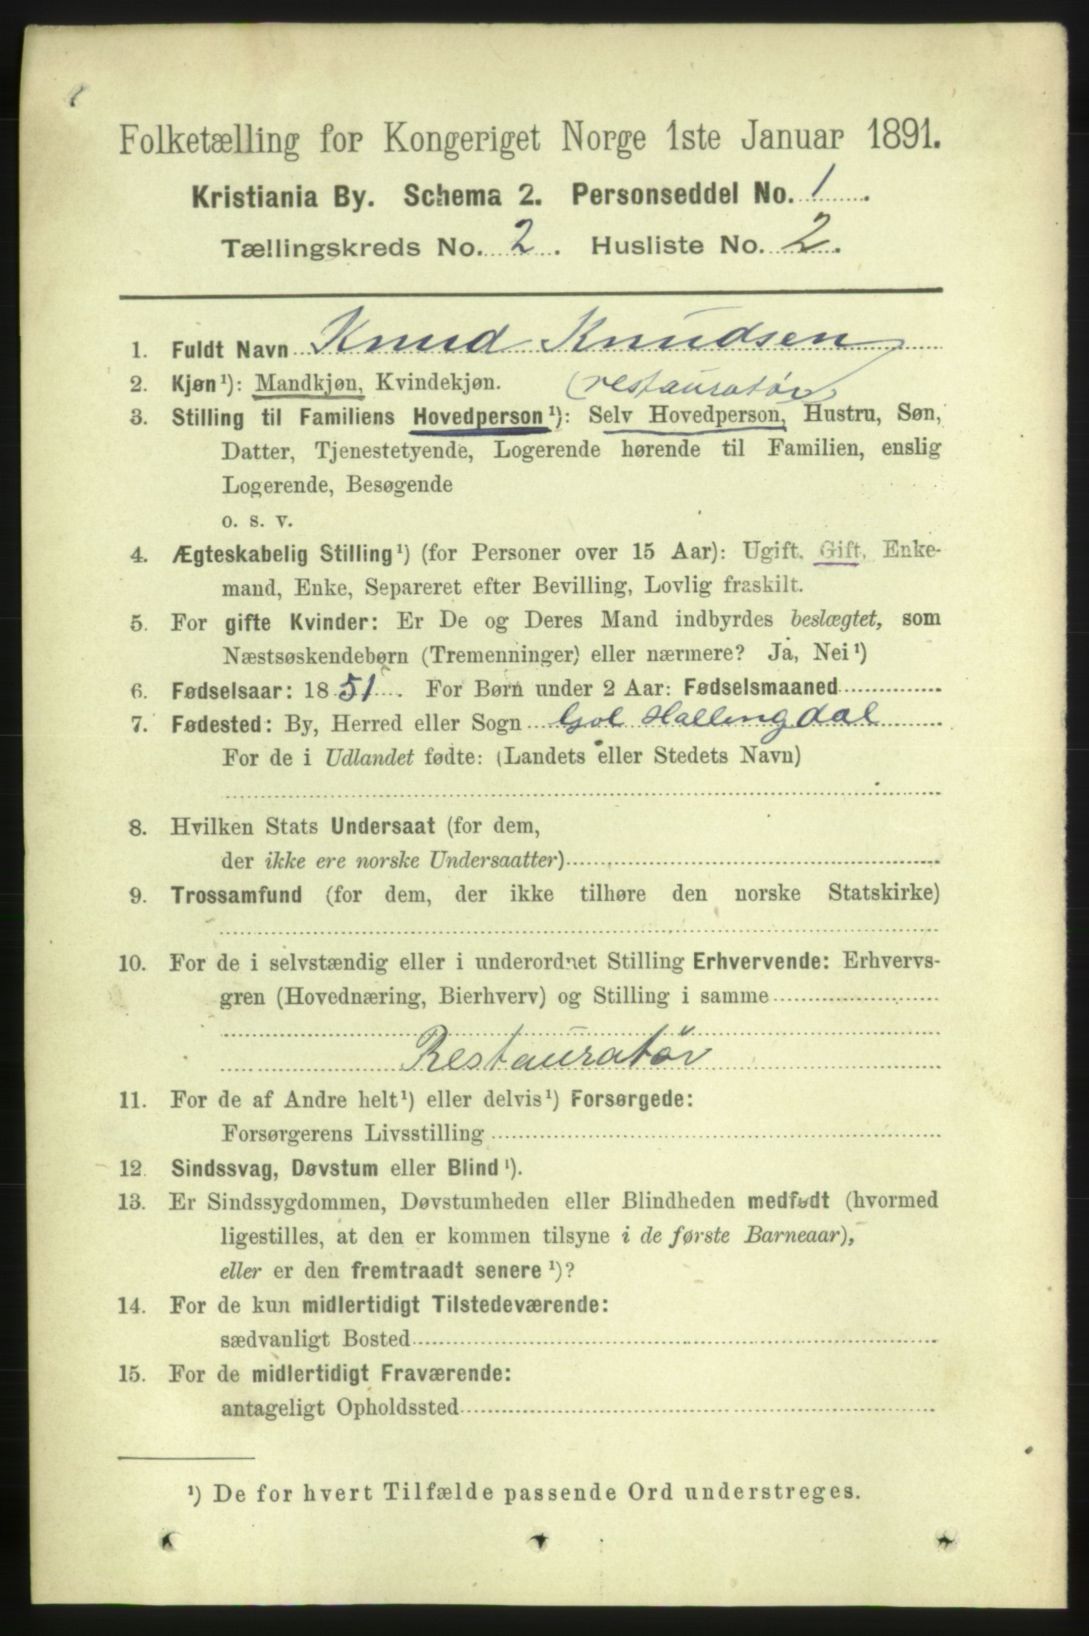 Folketælling for Kongeriget Norge 1ste Januar 1891.
Kristiania By. Schema 2. Personseddel No. 1.
Tællingskreds No. 2. Husliste No. 2.
1. Fuldt Navn Knud Knudsen
2. Kjøn¹): Mandkjøn, Kvindekjøn. (restauratør)
3. Stilling til Familiens Hovedperson¹): Selv Hovedperson, Hustru, Søn,
Datter, Tjenestetyende, Logerende hørende til Familien, enslig
Logerende, Besøgende
o. s. v.
4. Ægteskabelig Stilling¹) (for Personer over 15 Aar): Ugift. Gift, Enke-
mand, Enke, Separeret efter Bevilling, Lovlig fraskilt.
5. For gifte Kvinder: Er De og Deres Mand indbyrdes beslægtet, som
Næstsøskendebørn (Tremenninger) eller nærmere? Ja, Nei¹)
6. Fødselsaar: 1851. For Børn under 2 Aar: Fødselsmaaned
7. Fødested: By, Herred eller Sogn Gol Hallingdal
For de i Udlandet fødte: (Landets eller Stedets Navn)
8. Hvilken Stats Undersaat (for dem,
der ikke ere norske Undersaatter)
9. Trossamfund (for dem, der ikke tilhøre den norske Statskirke)
10. For de i selvstændig eller i underordnet Stilling Erhvervende: Erhvervs-
gren (Hovednæring, Bierhverv) og Stilling i samme
Restauratør
11. For de af Andre helt¹) eller delvis¹) Forsørgede:
Forsørgerens Livsstilling
12. Sindssvag, Døvstum eller Blind¹).
13. Er Sindssygdommen, Døvstumheden eller Blindheden medfødt (hvormed
ligestilles, at den er kommen tilsyne i de første Barneaar),
eller er den fremtraadt senere¹)?
14. For de kun midlertidigt Tilstedeværende:
sædvanligt Bosted
15. For de midlertidigt Fraværende:
antageligt Opholdssted
¹) De for hvert Tilfælde passende Ord understreges.